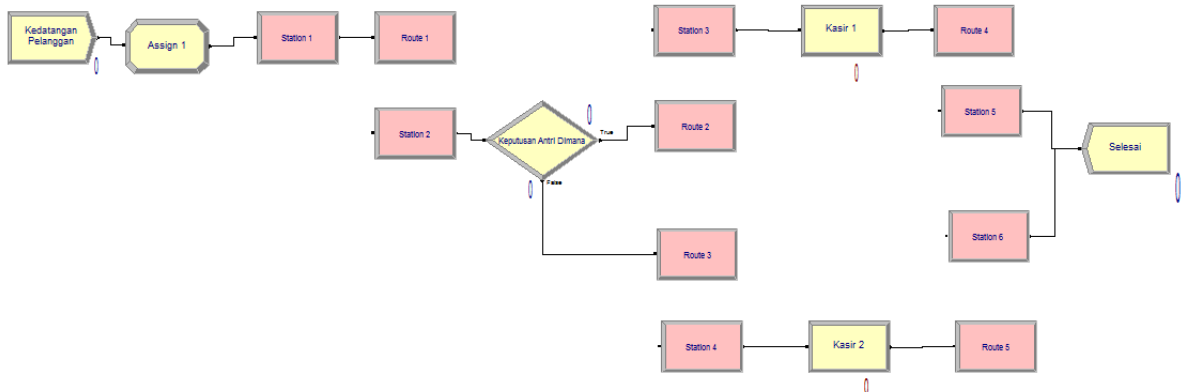 Kedatangan
Pelanggan
Assign 1
Station 1
Route 1
Station 3
Kasir 1
Route 4
Station 2
Keputusan Antri Dimana
True
False
Route 2
Station 5
Selesai
Route 3
Station 6
Station 4
Kasir 2
Route 5
0
0
0
0
0
0